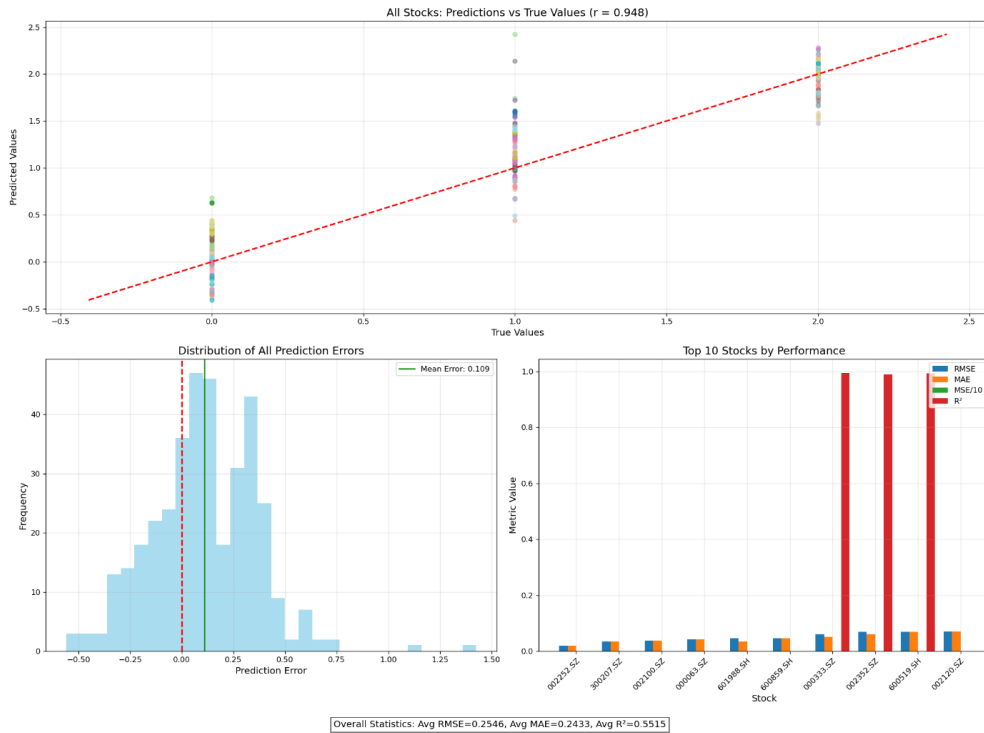 All Stocks: Predictions vs True Values (r = 0.948)
Predicted Values
2.5
2.0
1.5
1.0
0.5
0.0
−0.5
−0.5 0.0 0.5 1.0 1.5 2.0 2.5
True Values
Distribution of All Prediction Errors
Mean Error: 0.109
Frequency
40
30
20
10
0
−0.50 −0.25 0.00 0.25 0.50 0.75 1.00 1.25 1.50
Prediction Error
Top 10 Stocks by Performance
RMSE
MAE
MSE/10
R²
Metric Value
1.0
0.8
0.6
0.4
0.2
0.0
002252.SZ 300207.SZ 002100.SZ 000063.SZ 601988.SH 600859.SH 000333.SZ 002352.SZ 600519.SH 002120.SZ
Stock
Overall Statistics: Avg RMSE=0.2546, Avg MAE=0.2433, Avg R²=0.5515